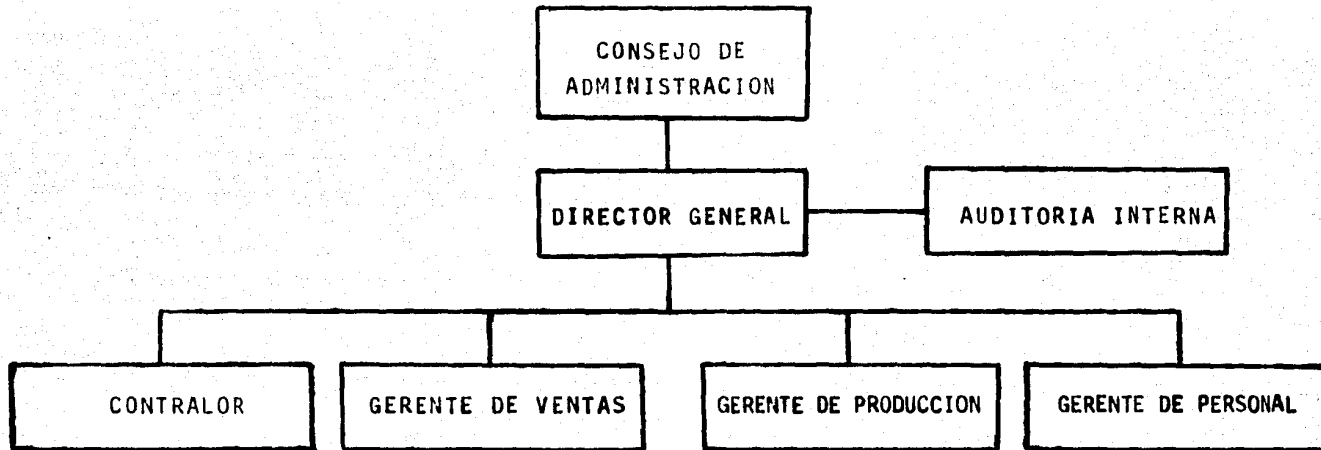 CONSEJO DE
ADMINISTRACION
DIRECTOR GENERAL
AUDITORIA INTERNA
CONTRALOR
GERENTE DE VENTAS
GERENTE DE PRODUCCION
GERENTE DE PERSONAL